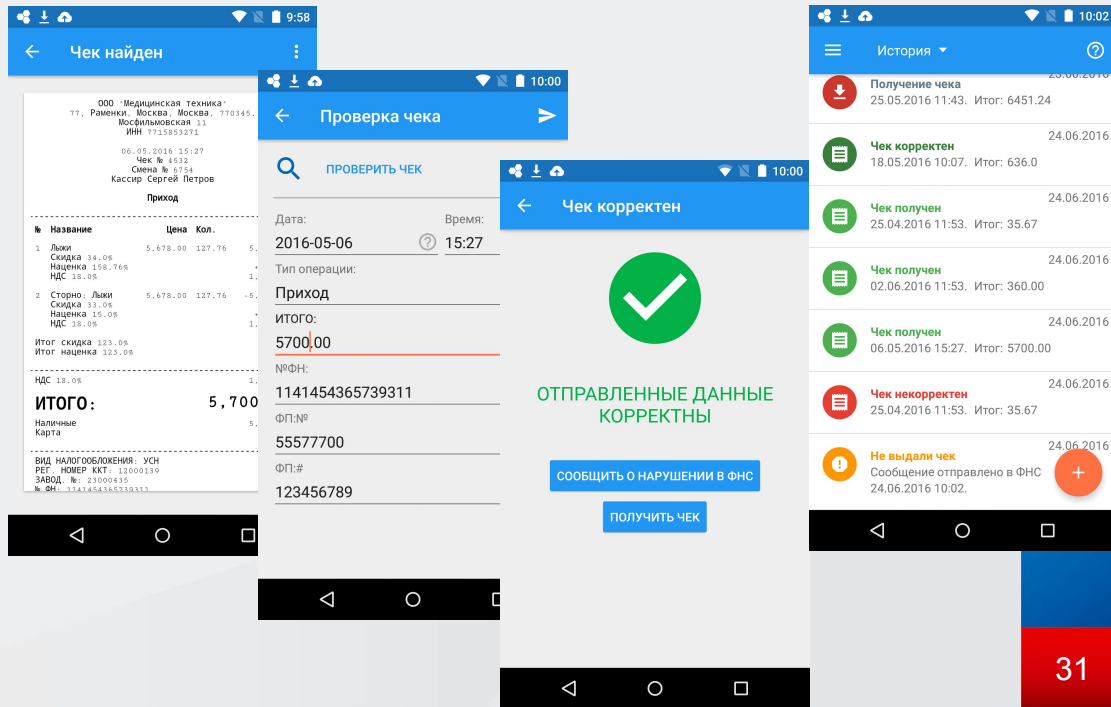 9:58
Чек найден
ООО "Медицинская техника"
77, Раменки, Москва, Москва, 770345,
Мосфильмовская 11
ИНН 7715853271
06.05.2016 15:27
Чек № 4532
Смена № 6754
Кассир Сергей Петров
Приход
№ Название Цена Кол.
1 Лыжи 5,678.00 127.76 5,
Скидка 34.0%
Наценка 158.76%
НДС 18.0% 1,
2 Сторно: Лыжи 5,678.00 127.76 -5,
Скидка 33.0%
Наценка 15.0%
НДС 18.0% 1,
Итог скидка 123.0%
Итог наценка 123.0%
НДС 18.0% 1,
ИТОГО: 5,700
Наличные 5,
Карта
ВИД НАЛОГООБЛОЖЕНИЯ: УСН
РЕГ. НОМЕР ККТ: 12000139
ЗАВОД. №: 23000435
№ ФН: 1141454365739311
10:00
Проверка чека
ПРОВЕРИТЬ ЧЕК
Дата: Время:
2016-05-06 15:27
Тип операции:
Приход
ИТОГО:
5700.00
№ФН:
1141454365739311
ФП:№
55577700
ФП:#
123456789
10:00
Чек корректен
ОТПРАВЛЕННЫЕ ДАННЫЕ
КОРРЕКТНЫ
СООБЩИТЬ О НАРУШЕНИИ В ФНС
ПОЛУЧИТЬ ЧЕК
10:02
История
Получение чека
25.05.2016 11:43. Итог: 6451.24
24.06.2016
Чек корректен
18.05.2016 10:07. Итог: 636.0
24.06.2016
Чек получен
25.04.2016 11:53. Итог: 35.67
24.06.2016
Чек получен
02.06.2016 11:53. Итог: 360.00
24.06.2016
Чек получен
06.05.2016 15:27. Итог: 5700.00
24.06.2016
Чек некорректен
25.04.2016 11:53. Итог: 35.67
24.06.2016
Не выдали чек
Сообщение отправлено в ФНС
24.06.2016 10:02.
31